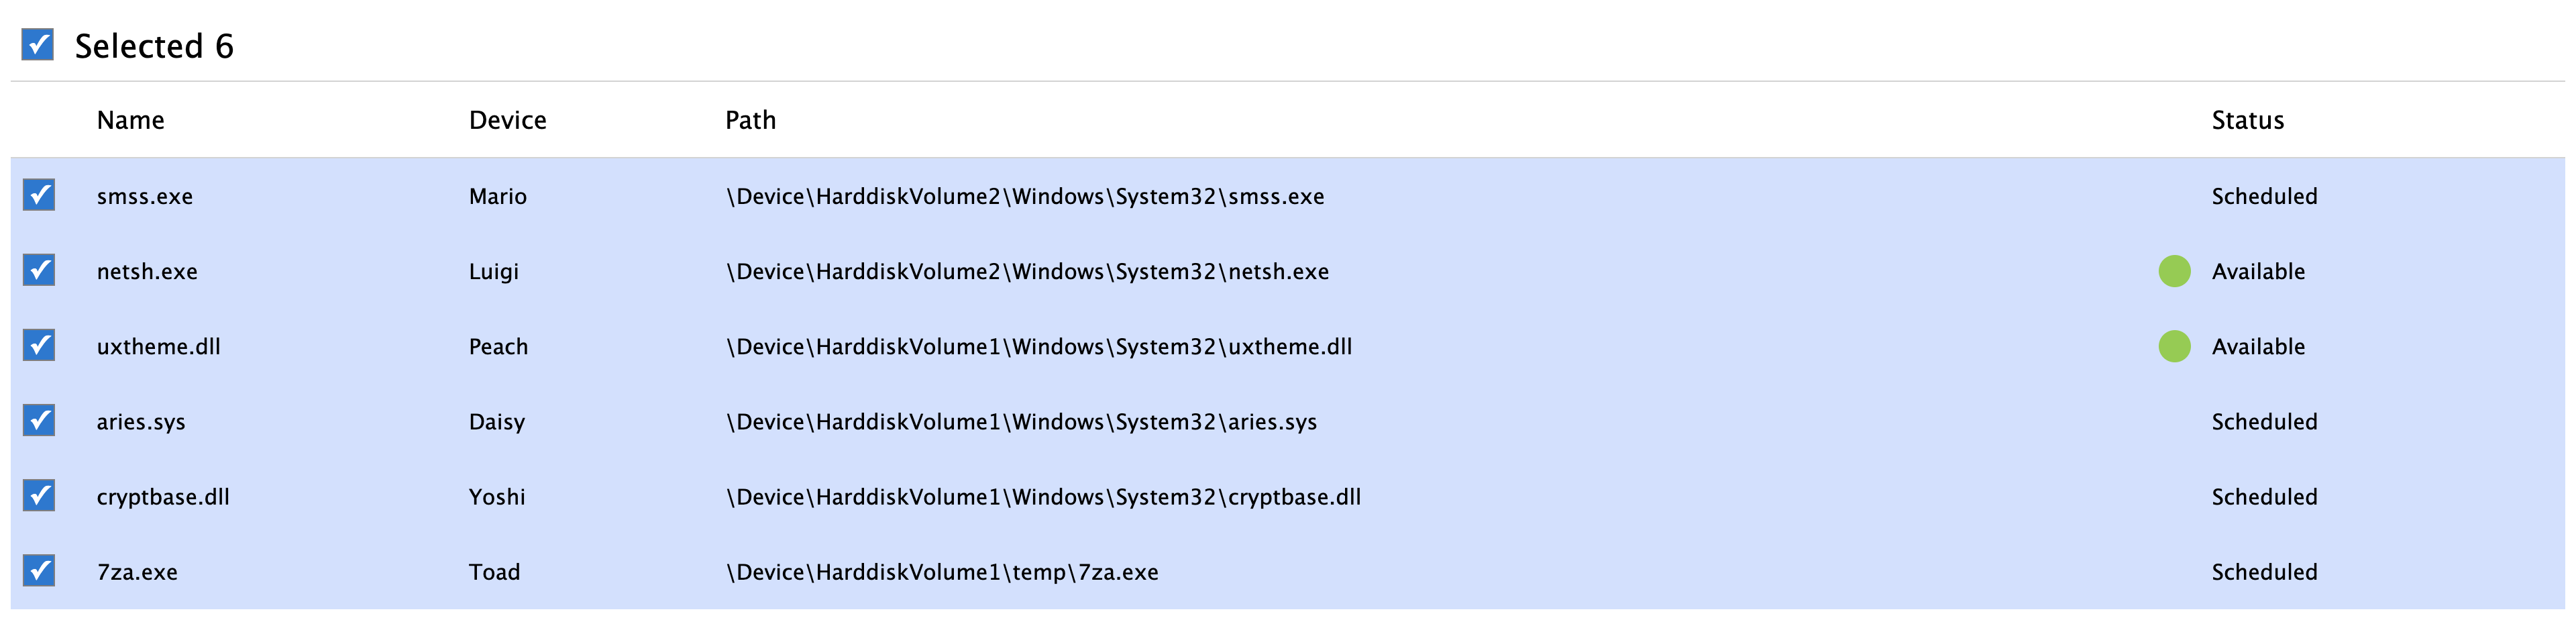 Selected 6
Name Device Path Status
smss.exe Mario \Device\HarddiskVolume2\Windows\System32\smss.exe Scheduled
netsh.exe Luigi \Device\HarddiskVolume2\Windows\System32\netsh.exe Available
uxtheme.dll Peach \Device\HarddiskVolume1\Windows\System32\uxtheme.dll Available
aries.sys Daisy \Device\HarddiskVolume1\Windows\System32\aries.sys Scheduled
cryptbase.dll Yoshi \Device\HarddiskVolume1\Windows\System32\cryptbase.dll Scheduled
7za.exe Toad \Device\HarddiskVolume1\temp\7za.exe Scheduled